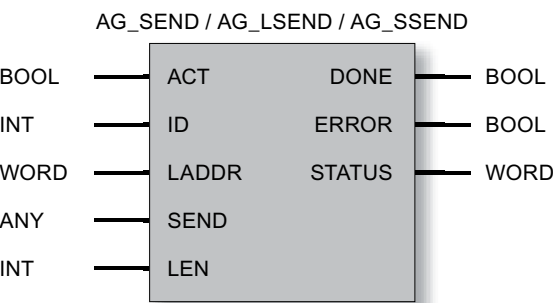 AG_SEND / AG_LSEND / AG_SSEND
BOOL ACT DONE BOOL
INT ID ERROR BOOL
WORD LADDR STATUS WORD
ANY SEND
INT LEN